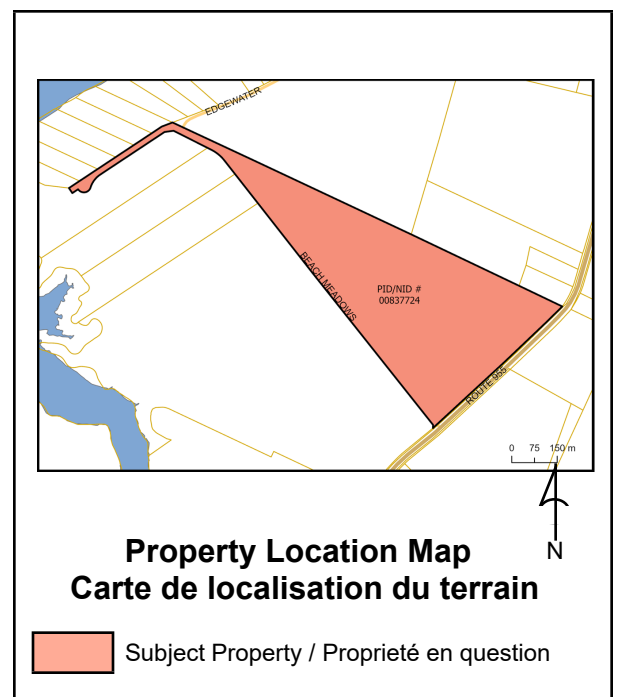 EDGEWATER
BEACH MEADOWS
PID/NID #
00837724
ROUTE 955
0 75 150 m
N
Property Location Map
Carte de localisation du terrain
Subject Property / Proprieté en question